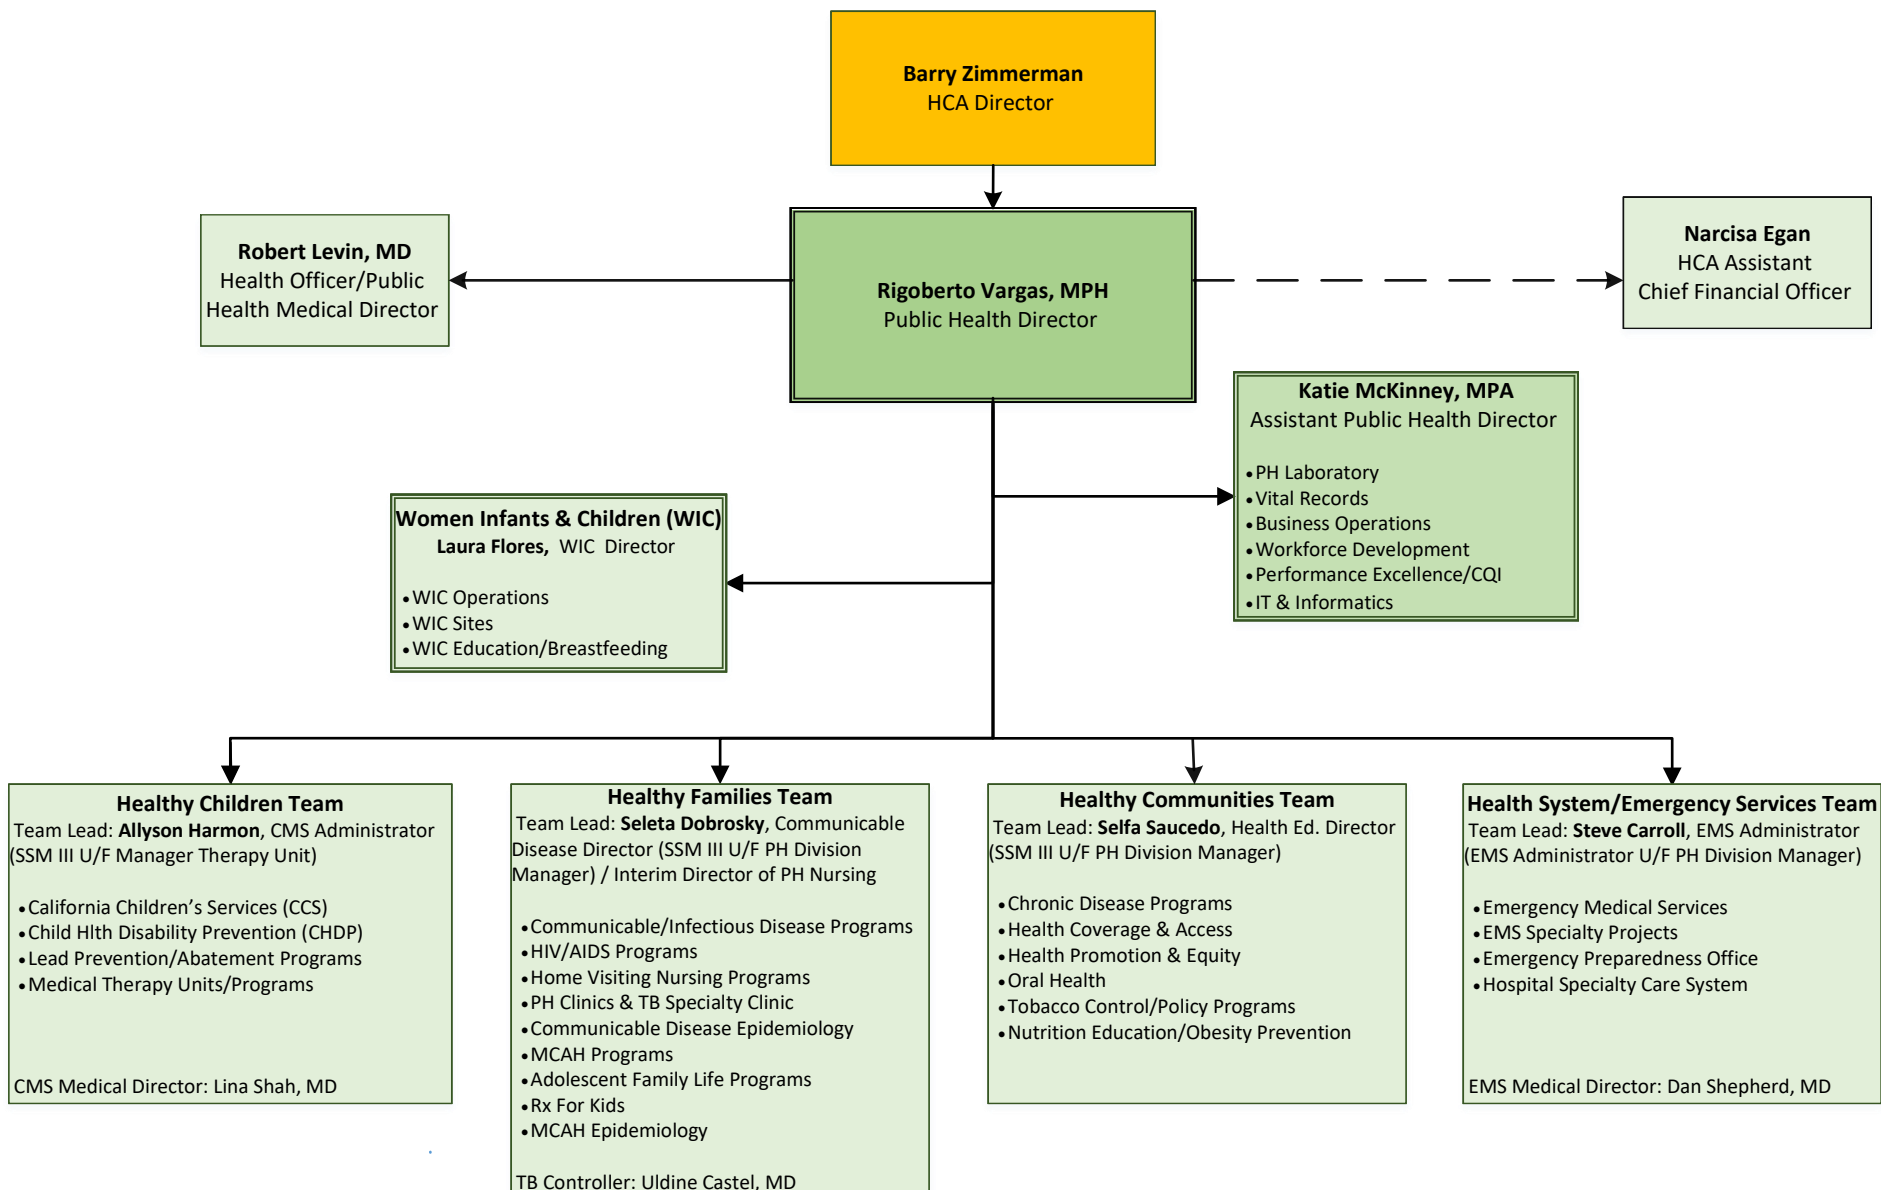 Barry Zimmerman
HCA Director
Robert Levin, MD
Health Officer/Public
Health Medical Director
Rigoberto Vargas, MPH
Public Health Director
Narcisa Egan
HCA Assistant
Chief Financial Officer
Katie McKinney, MPA
Assistant Public Health Director
•PH Laboratory
•Vital Records
•Business Operations
•Workforce Development
•Performance Excellence/CQI
•IT & Informatics
Women Infants & Children (WIC)
Laura Flores, WIC Director
•WIC Operations
•WIC Sites
•WIC Education/Breastfeeding
Healthy Children Team
Team Lead: Allyson Harmon, CMS Administrator
(SSM III U/F Manager Therapy Unit)
•California Children’s Services (CCS)
•Child Hlth Disability Prevention (CHDP)
•Lead Prevention/Abatement Programs
•Medical Therapy Units/Programs
CMS Medical Director: Lina Shah, MD
Healthy Families Team
Team Lead: Seleta Dobrosky, Communicable
Disease Director (SSM III U/F PH Division
Manager) / Interim Director of PH Nursing
•Communicable/Infectious Disease Programs
•HIV/AIDS Programs
•Home Visiting Nursing Programs
•PH Clinics & TB Specialty Clinic
•Communicable Disease Epidemiology
•MCAH Programs
•Adolescent Family Life Programs
•Rx For Kids
•MCAH Epidemiology
TB Controller: Uldine Castel, MD
Healthy Communities Team
Team Lead: Selfa Saucedo, Health Ed. Director
(SSM III U/F PH Division Manager)
•Chronic Disease Programs
•Health Coverage & Access
•Health Promotion & Equity
•Oral Health
•Tobacco Control/Policy Programs
•Nutrition Education/Obesity Prevention
Health System/Emergency Services Team
Team Lead: Steve Carroll, EMS Administrator
(EMS Administrator U/F PH Division Manager)
•Emergency Medical Services
•EMS Specialty Projects
•Emergency Preparedness Office
•Hospital Specialty Care System
EMS Medical Director: Dan Shepherd, MD